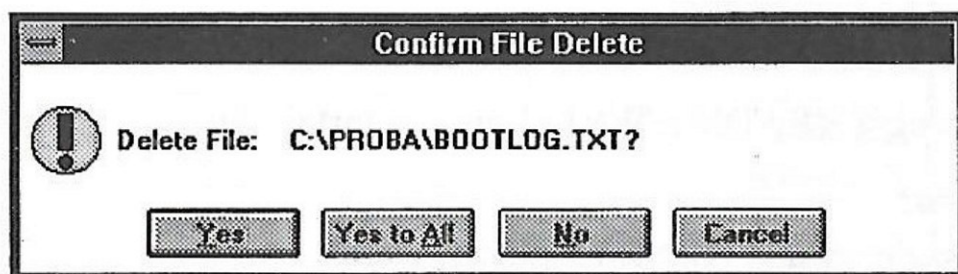 Confirm File Delete
Delete File: C:\PROBA\BOOTLOG.TXT?
Yes Yes to All No Cancel